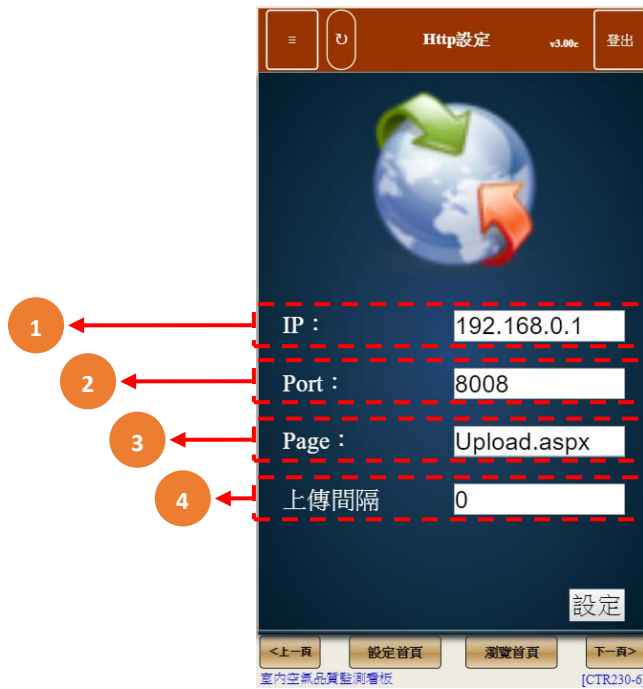 ≡ ↻ Http設定 v3.00c 登出
1 IP： 192.168.0.1
2 Port： 8008
3 Page： Upload.aspx
4 上傳間隔 0
設定
<上一頁 設定首頁 瀏覽首頁 下一頁>
室內空氣品質監測看板 [CTR230-6